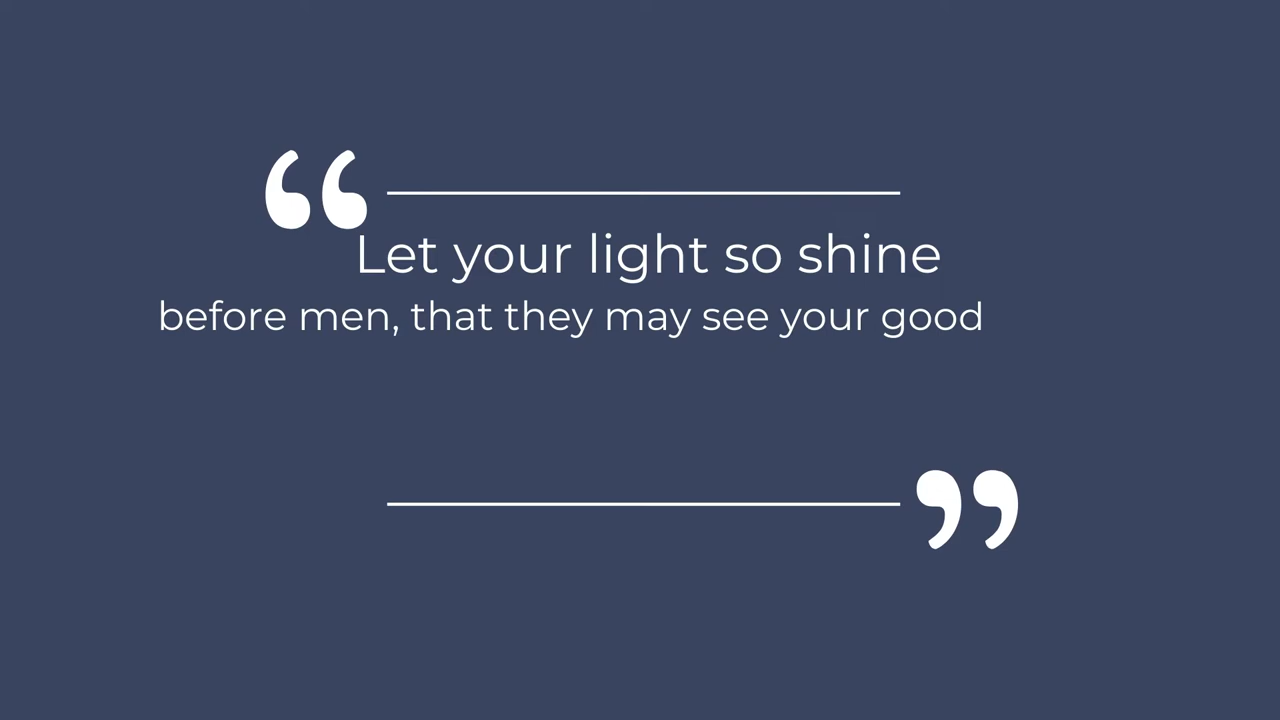 “
Let your light so shine
before men, that they may see your good
”